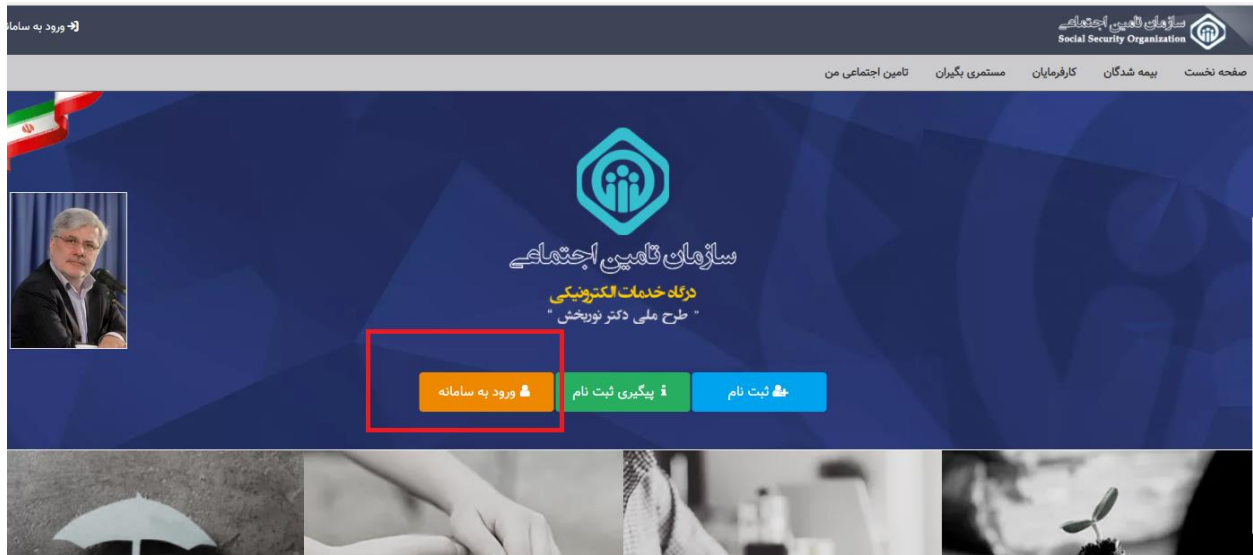 سازمان تامین اجتماعی
Social Security Organization
ورود به سامانه
صفحه نخست
بیمه شدگان
کارفرمایان
مستمری بگیران
تامین اجتماعی من
سازمان تامین اجتماعی
درگاه خدمات الکترونیکی
" طرح ملی دکتر نوربخش "
ثبت نام
پیگیری ثبت نام
ورود به سامانه